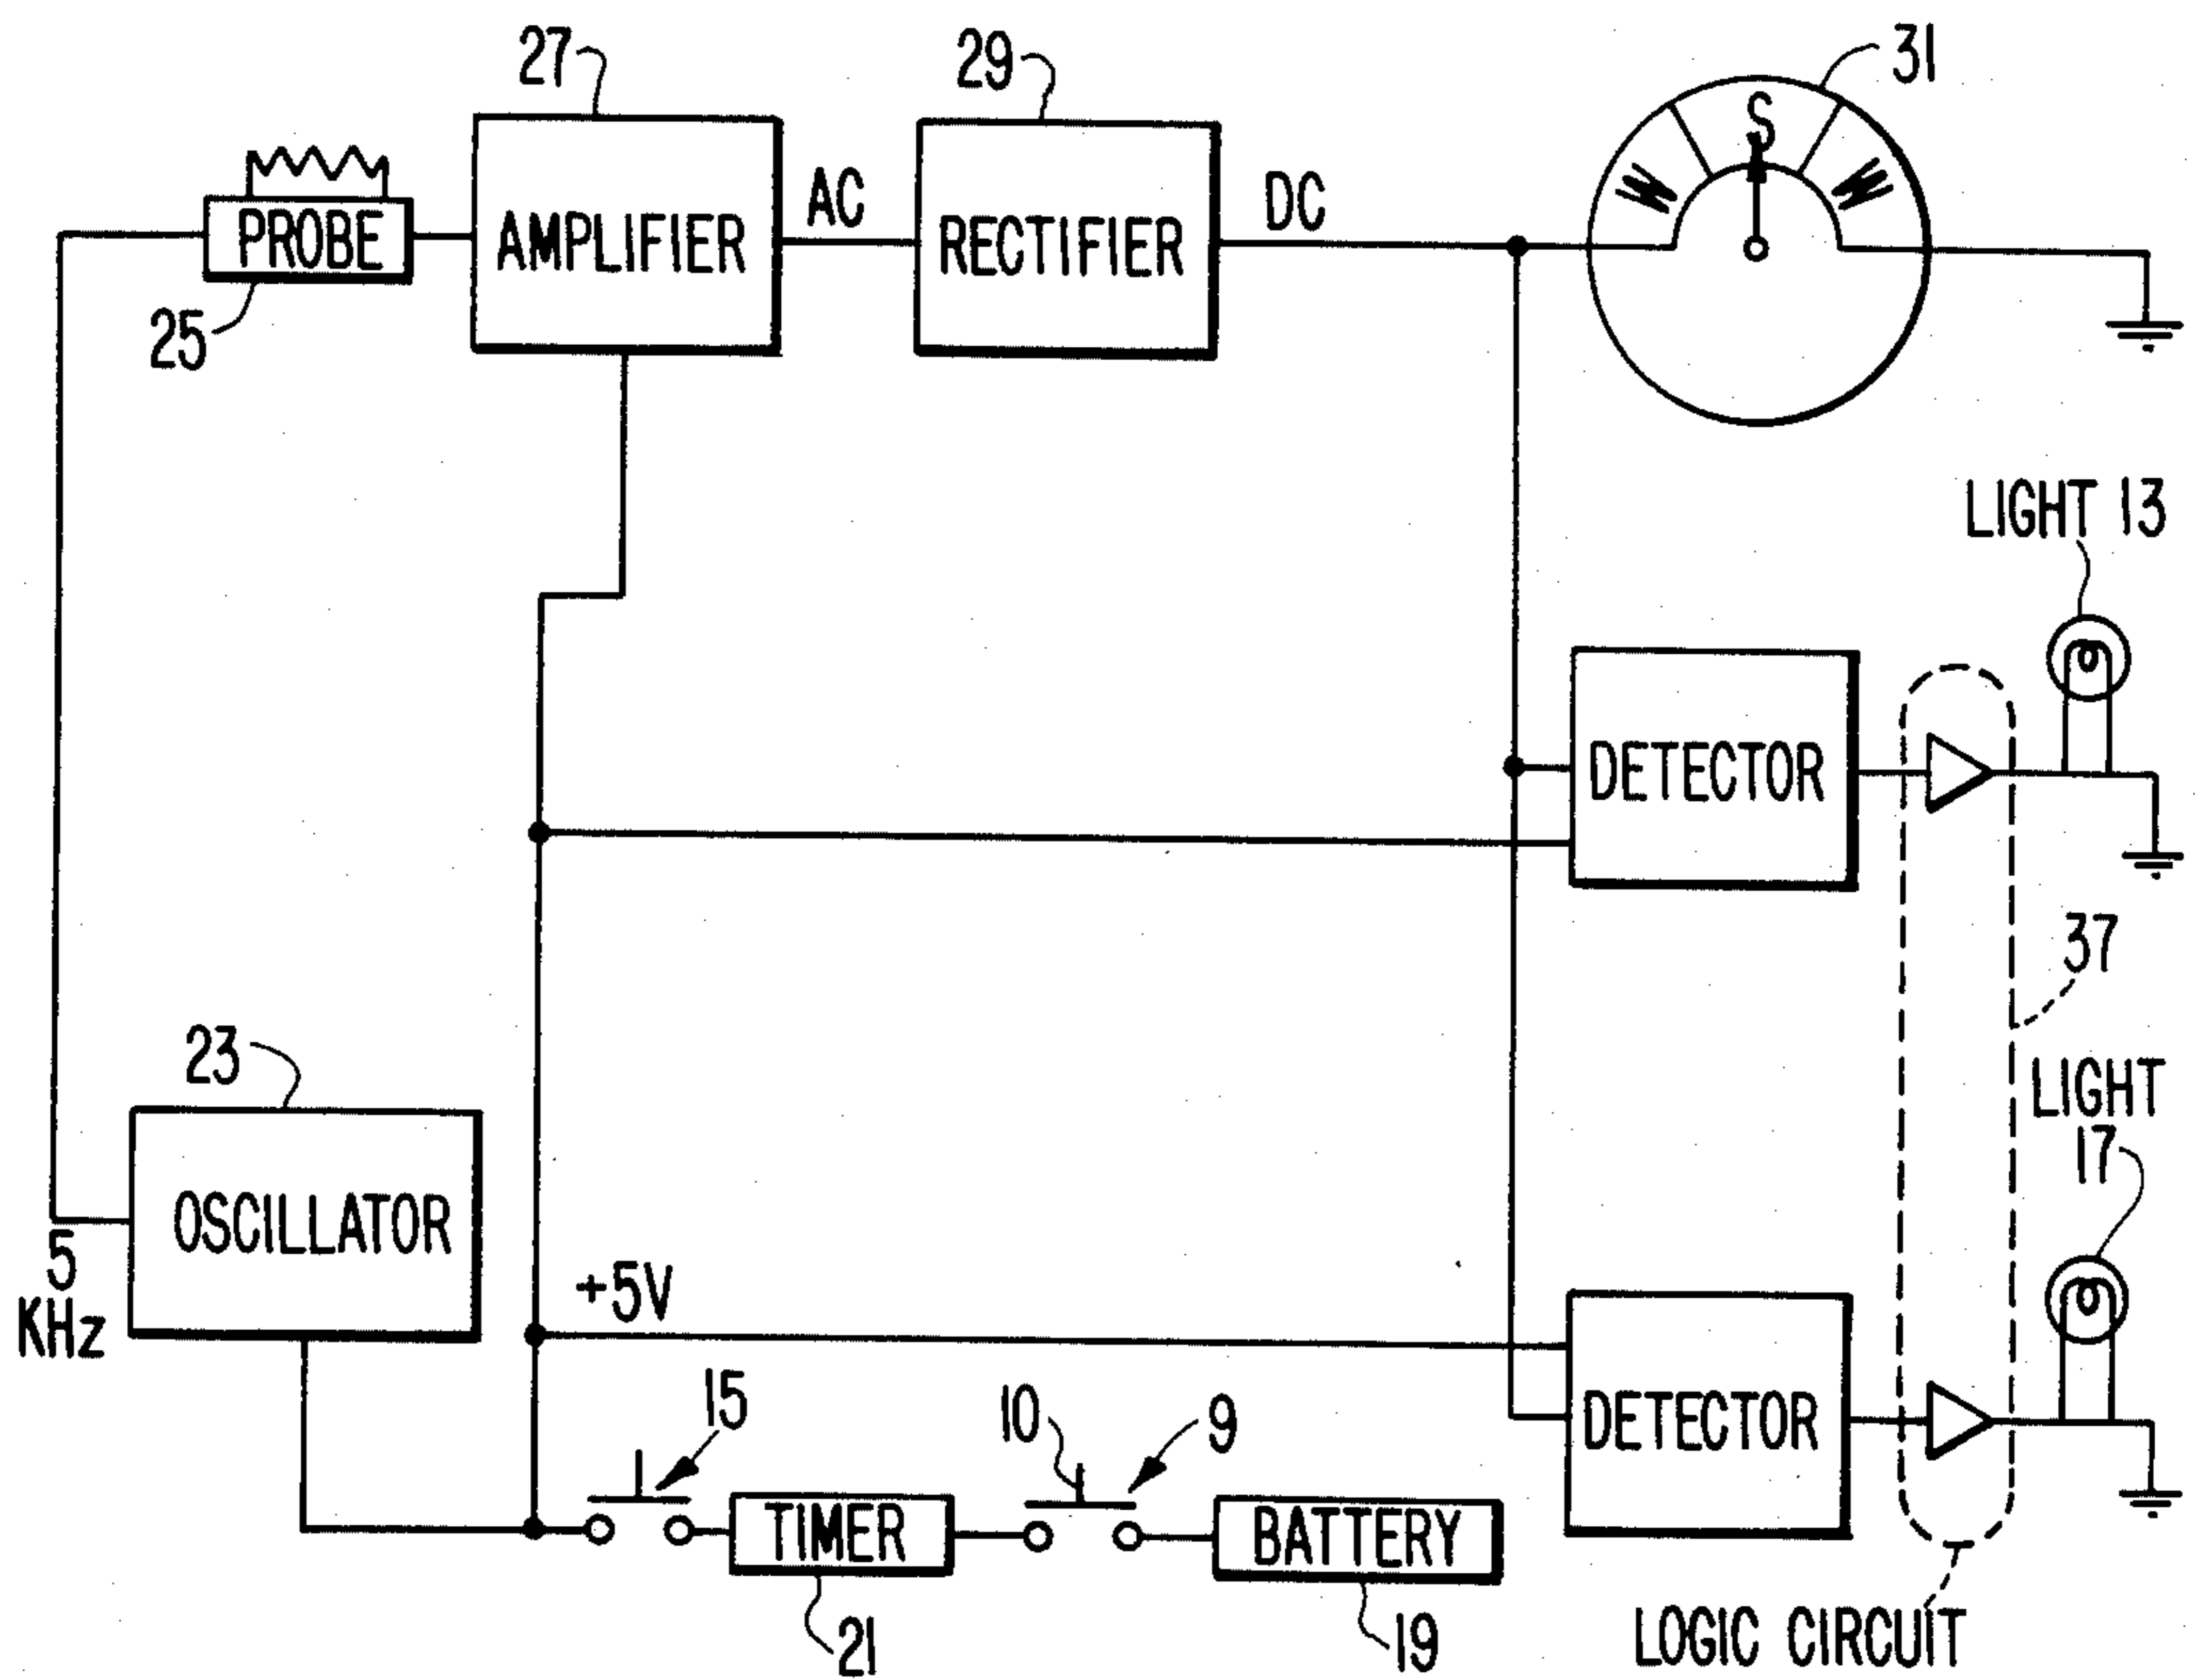 27
29
31
S
W
W
PROBE
AMPLIFIER
AC
RECTIFIER
DC
25
LIGHT 13
DETECTOR
37
23
LIGHT
17
OSCILLATOR
5
KHz
+5V
15
10
9
DETECTOR
TIMER
BATTERY
21
19
LOGIC CIRCUIT